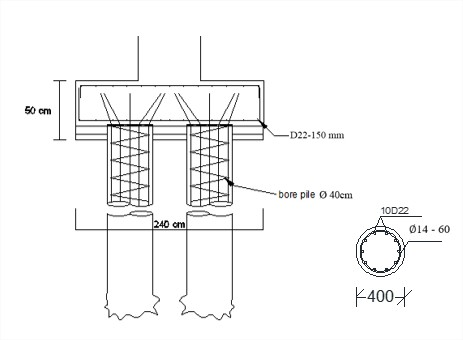 50 cm
D22-150 mm
bore pile Ø 40cm
240 cm
10D22
Ø14 - 60
400